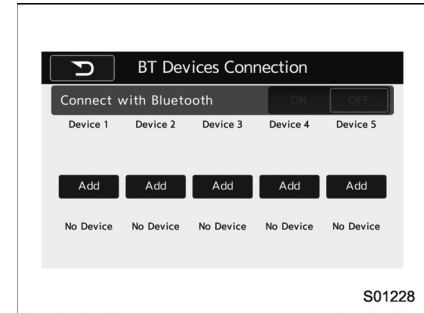 BT Devices Connection
Connect with Bluetooth ON OFF
Device 1 Device 2 Device 3 Device 4 Device 5
Add Add Add Add Add
No Device No Device No Device No Device No Device
S01228